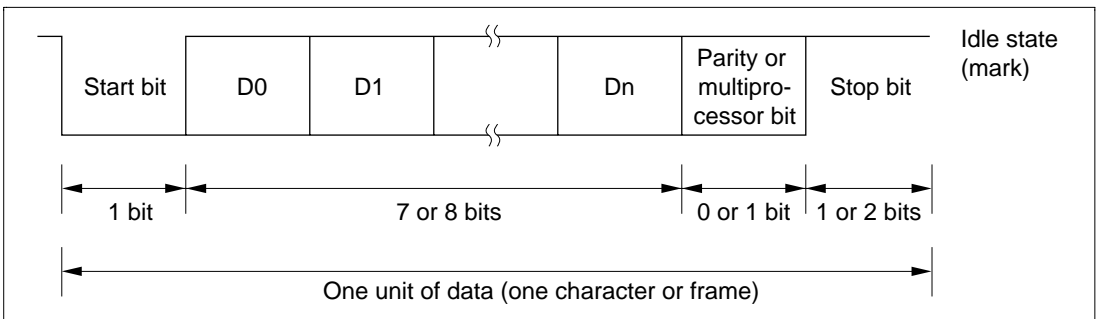 Idle state
(mark)
Start bit
D0
D1
Dn
Parity or
multipro-
cessor bit
Stop bit
1 bit
7 or 8 bits
0 or 1 bit
1 or 2 bits
One unit of data (one character or frame)